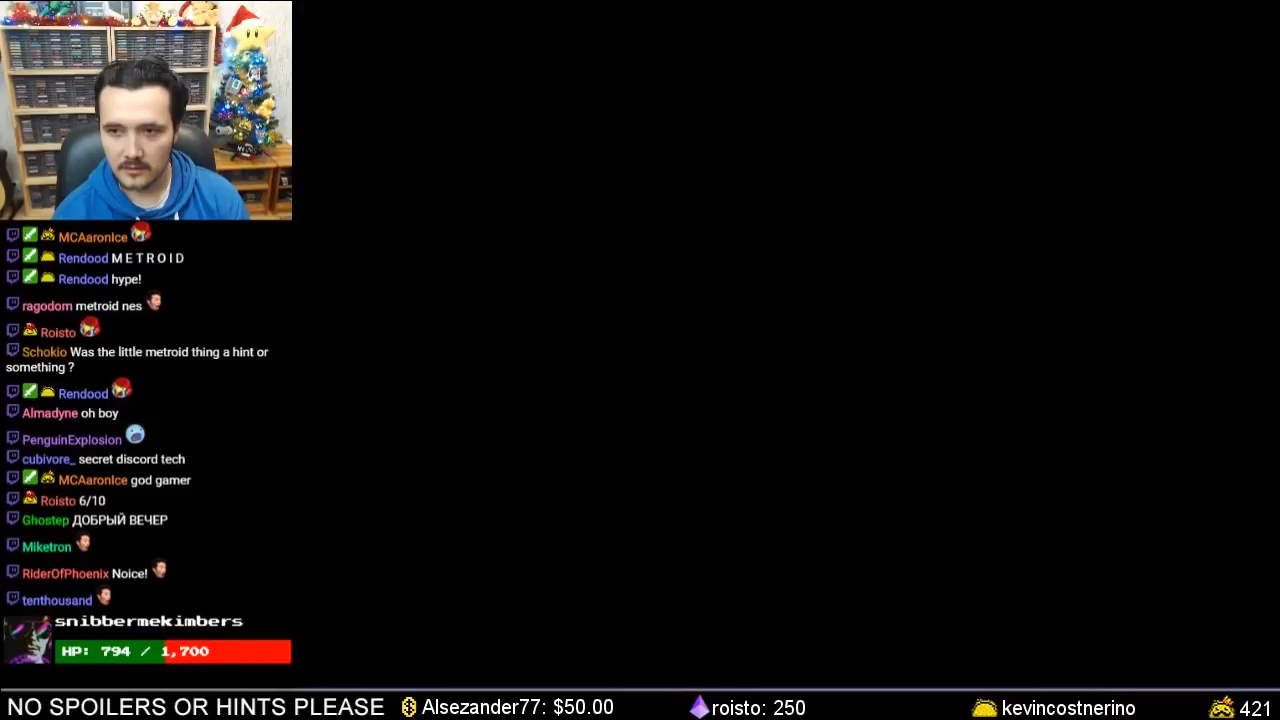 MCAaronIce
Rendood M E T R O I D
Rendood hype!
ragodom metroid nes
Roisto
Schokio Was the little metroid thing a hint or
something ?
Rendood
Almadyne oh boy
PenguinExplosion
cubivore_ secret discord tech
MCAaronIce god gamer
Roisto 6/10
Ghostep ДОБРЫЙ ВЕЧЕР
Miketron
RiderOfPhoenix Noice!
tenthousand
snibbermekimbers
HP: 794 / 1,700
NO SPOILERS OR HINTS PLEASE Alsezander77: $50.00 roisto: 250 kevincostnerino 421